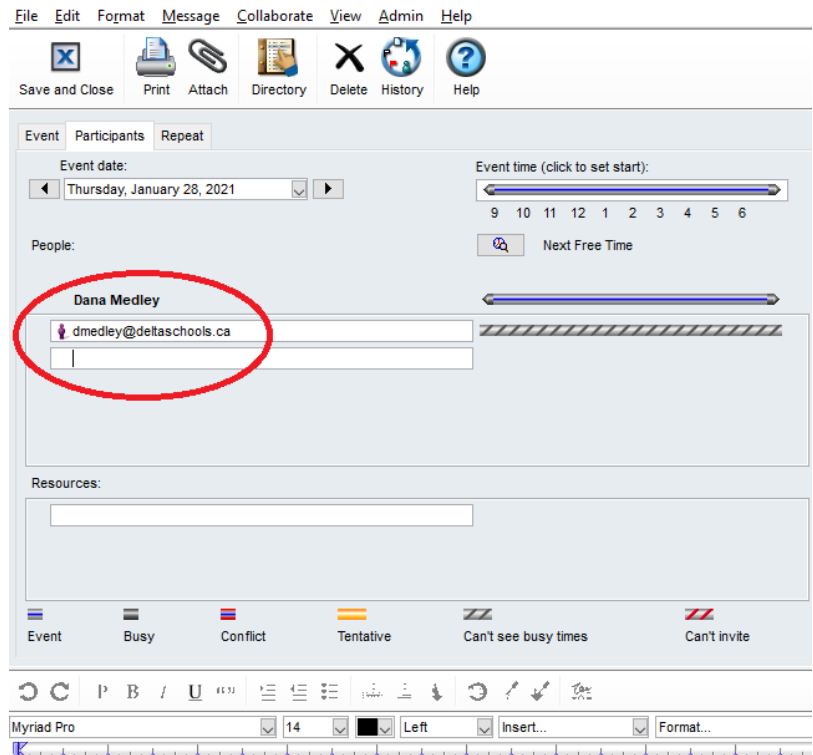 File Edit Format Message Collaborate View Admin Help
Save and Close Print Attach Directory Delete History Help
Event Participants Repeat
Event date: Event time (click to set start):
Thursday, January 28, 2021
9 10 11 12 1 2 3 4 5 6
People: Next Free Time
Dana Medley
dmedley@deltaschools.ca
Resources:
Event Busy Conflict Tentative Can't see busy times Can't invite
P B I U
Myriad Pro 14 Left Insert... Format...